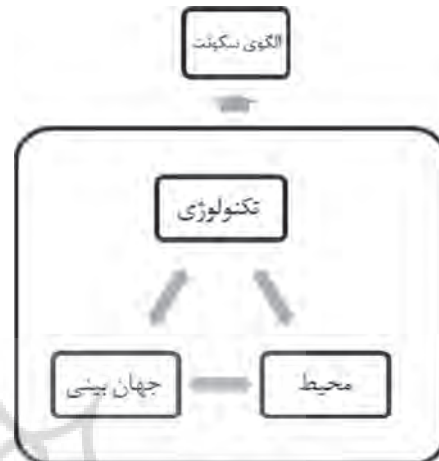 الگوی سکونت
تکنولوژی
جهان بینی
محیط